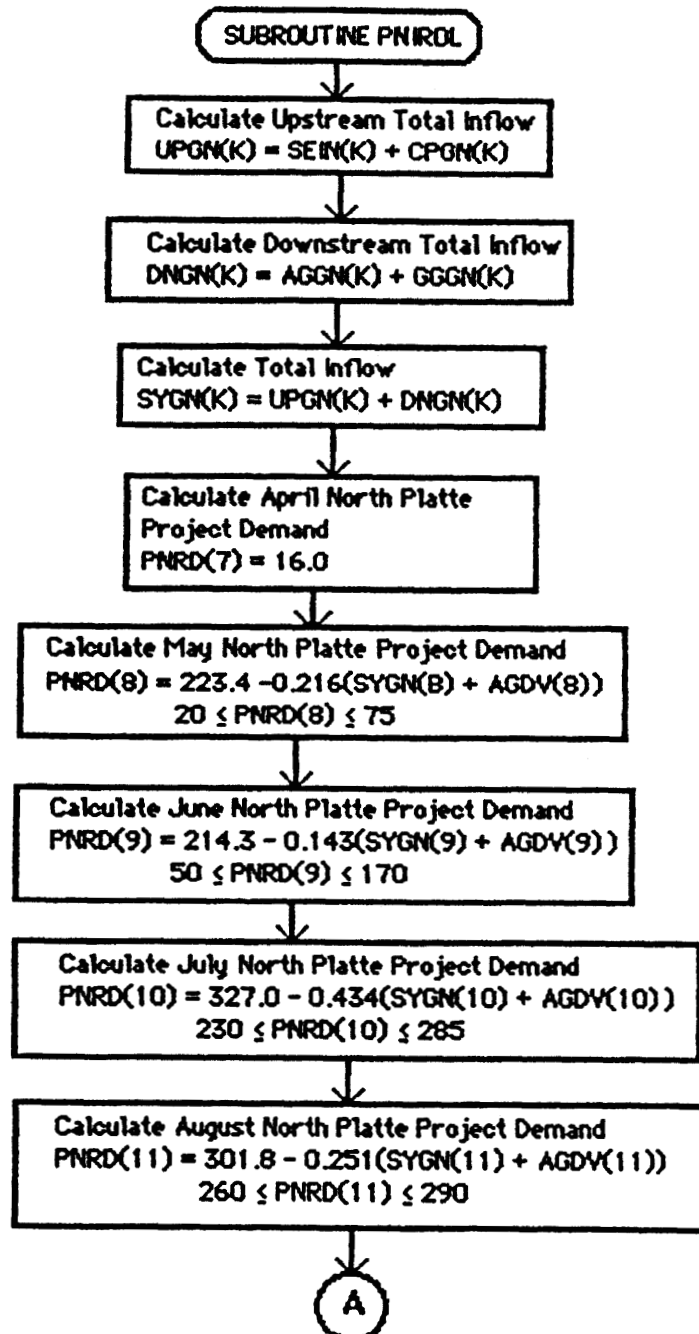 SUBROUTINE PNIROL
Calculate Upstream Total Inflow
UPGN(K) = SEIN(K) + CPGN(K)
Calculate Downstream Total Inflow
DNGN(K) = AGGN(K) + GGGN(K)
Calculate Total Inflow
SYGN(K) = UPGN(K) + DNGN(K)
Calculate April North Platte
Project Demand
PNRD(7) = 16.0
Calculate May North Platte Project Demand
PNRD(8) = 223.4 -0.216(SYGN(8) + AGDV(8))
20 ≤ PNRD(8) ≤ 75
Calculate June North Platte Project Demand
PNRD(9) = 214.3 - 0.143(SYGN(9) + AGDV(9))
50 ≤ PNRD(9) ≤ 170
Calculate July North Platte Project Demand
PNRD(10) = 327.0 - 0.434(SYGN(10) + AGDV(10))
230 ≤ PNRD(10) ≤ 285
Calculate August North Platte Project Demand
PNRD(11) = 301.8 - 0.251(SYGN(11) + AGDV(11))
260 ≤ PNRD(11) ≤ 290
A